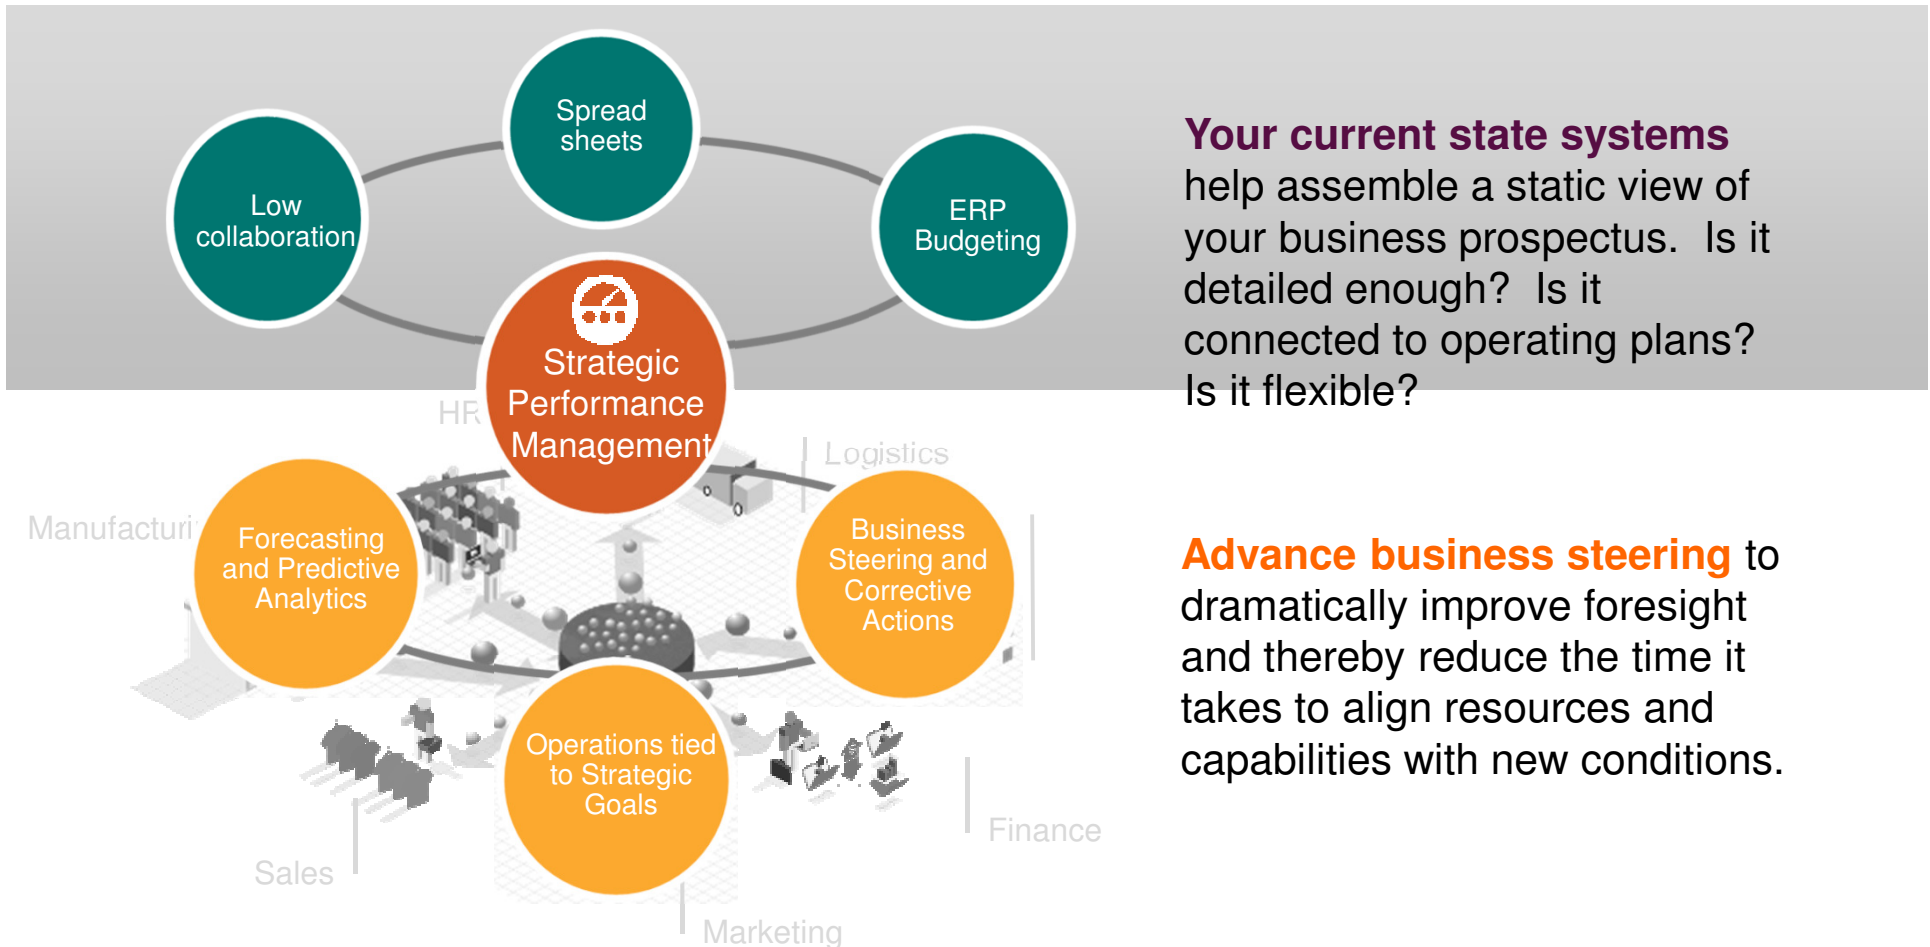 Spread
sheets
Low
collaboration
ERP
Budgeting
Strategic
Performance
Management
HR
Logistics
Manufacturi
Forecasting
and Predictive
Analytics
Business
Steering and
Corrective
Actions
Operations tied
to Strategic
Goals
Finance
Sales
Marketing
Your current state systems
help assemble a static view of
your business prospectus.  Is it
detailed enough?  Is it
connected to operating plans?
Is it flexible?
Advance business steering to
dramatically improve foresight
and thereby reduce the time it
takes to align resources and
capabilities with new conditions.